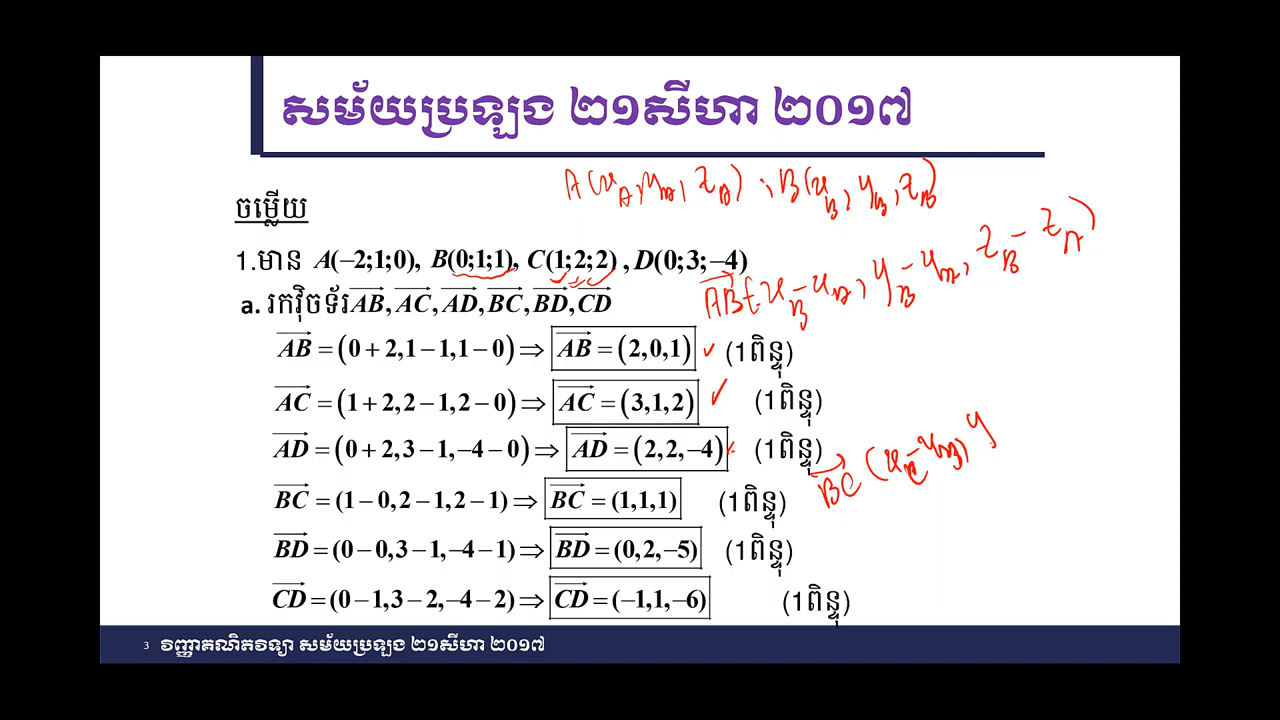 សម័យប្រឡង ២១សីហា ២០១៧
A(x_A, y_A, z_A) ; B(x_B, y_B, z_B)
ចម្លើយ
1.មាន A(−2;1;0), B(0;1;1), C(1;2;2) , D(0;3;−4)
AB(x_B − x_A, y_B − y_A, z_B − z_A)
a. រកវ៉ិចទ័រ AB, AC, AD, BC, BD, CD
AB = (0 + 2,1 − 1,1 − 0) ⇒ AB = (2,0,1) (1ពិន្ទុ)
AC = (1 + 2,2 − 1,2 − 0) ⇒ AC = (3,1,2) (1ពិន្ទុ)
AD = (0 + 2,3 − 1,−4 − 0) ⇒ AD = (2,2,−4) (1ពិន្ទុ)
BC (x_C −
BC = (1 − 0,2 − 1,2 − 1) ⇒ BC = (1,1,1) (1ពិន្ទុ)
BD = (0 − 0,3 − 1,−4 − 1) ⇒ BD = (0,2,−5) (1ពិន្ទុ)
CD = (0 − 1,3 − 2,−4 − 2) ⇒ CD = (−1,1,−6) (1ពិន្ទុ)
3 វិញ្ញាគណិតវិទ្យា សម័យប្រឡង ២១សីហា ២០១៧